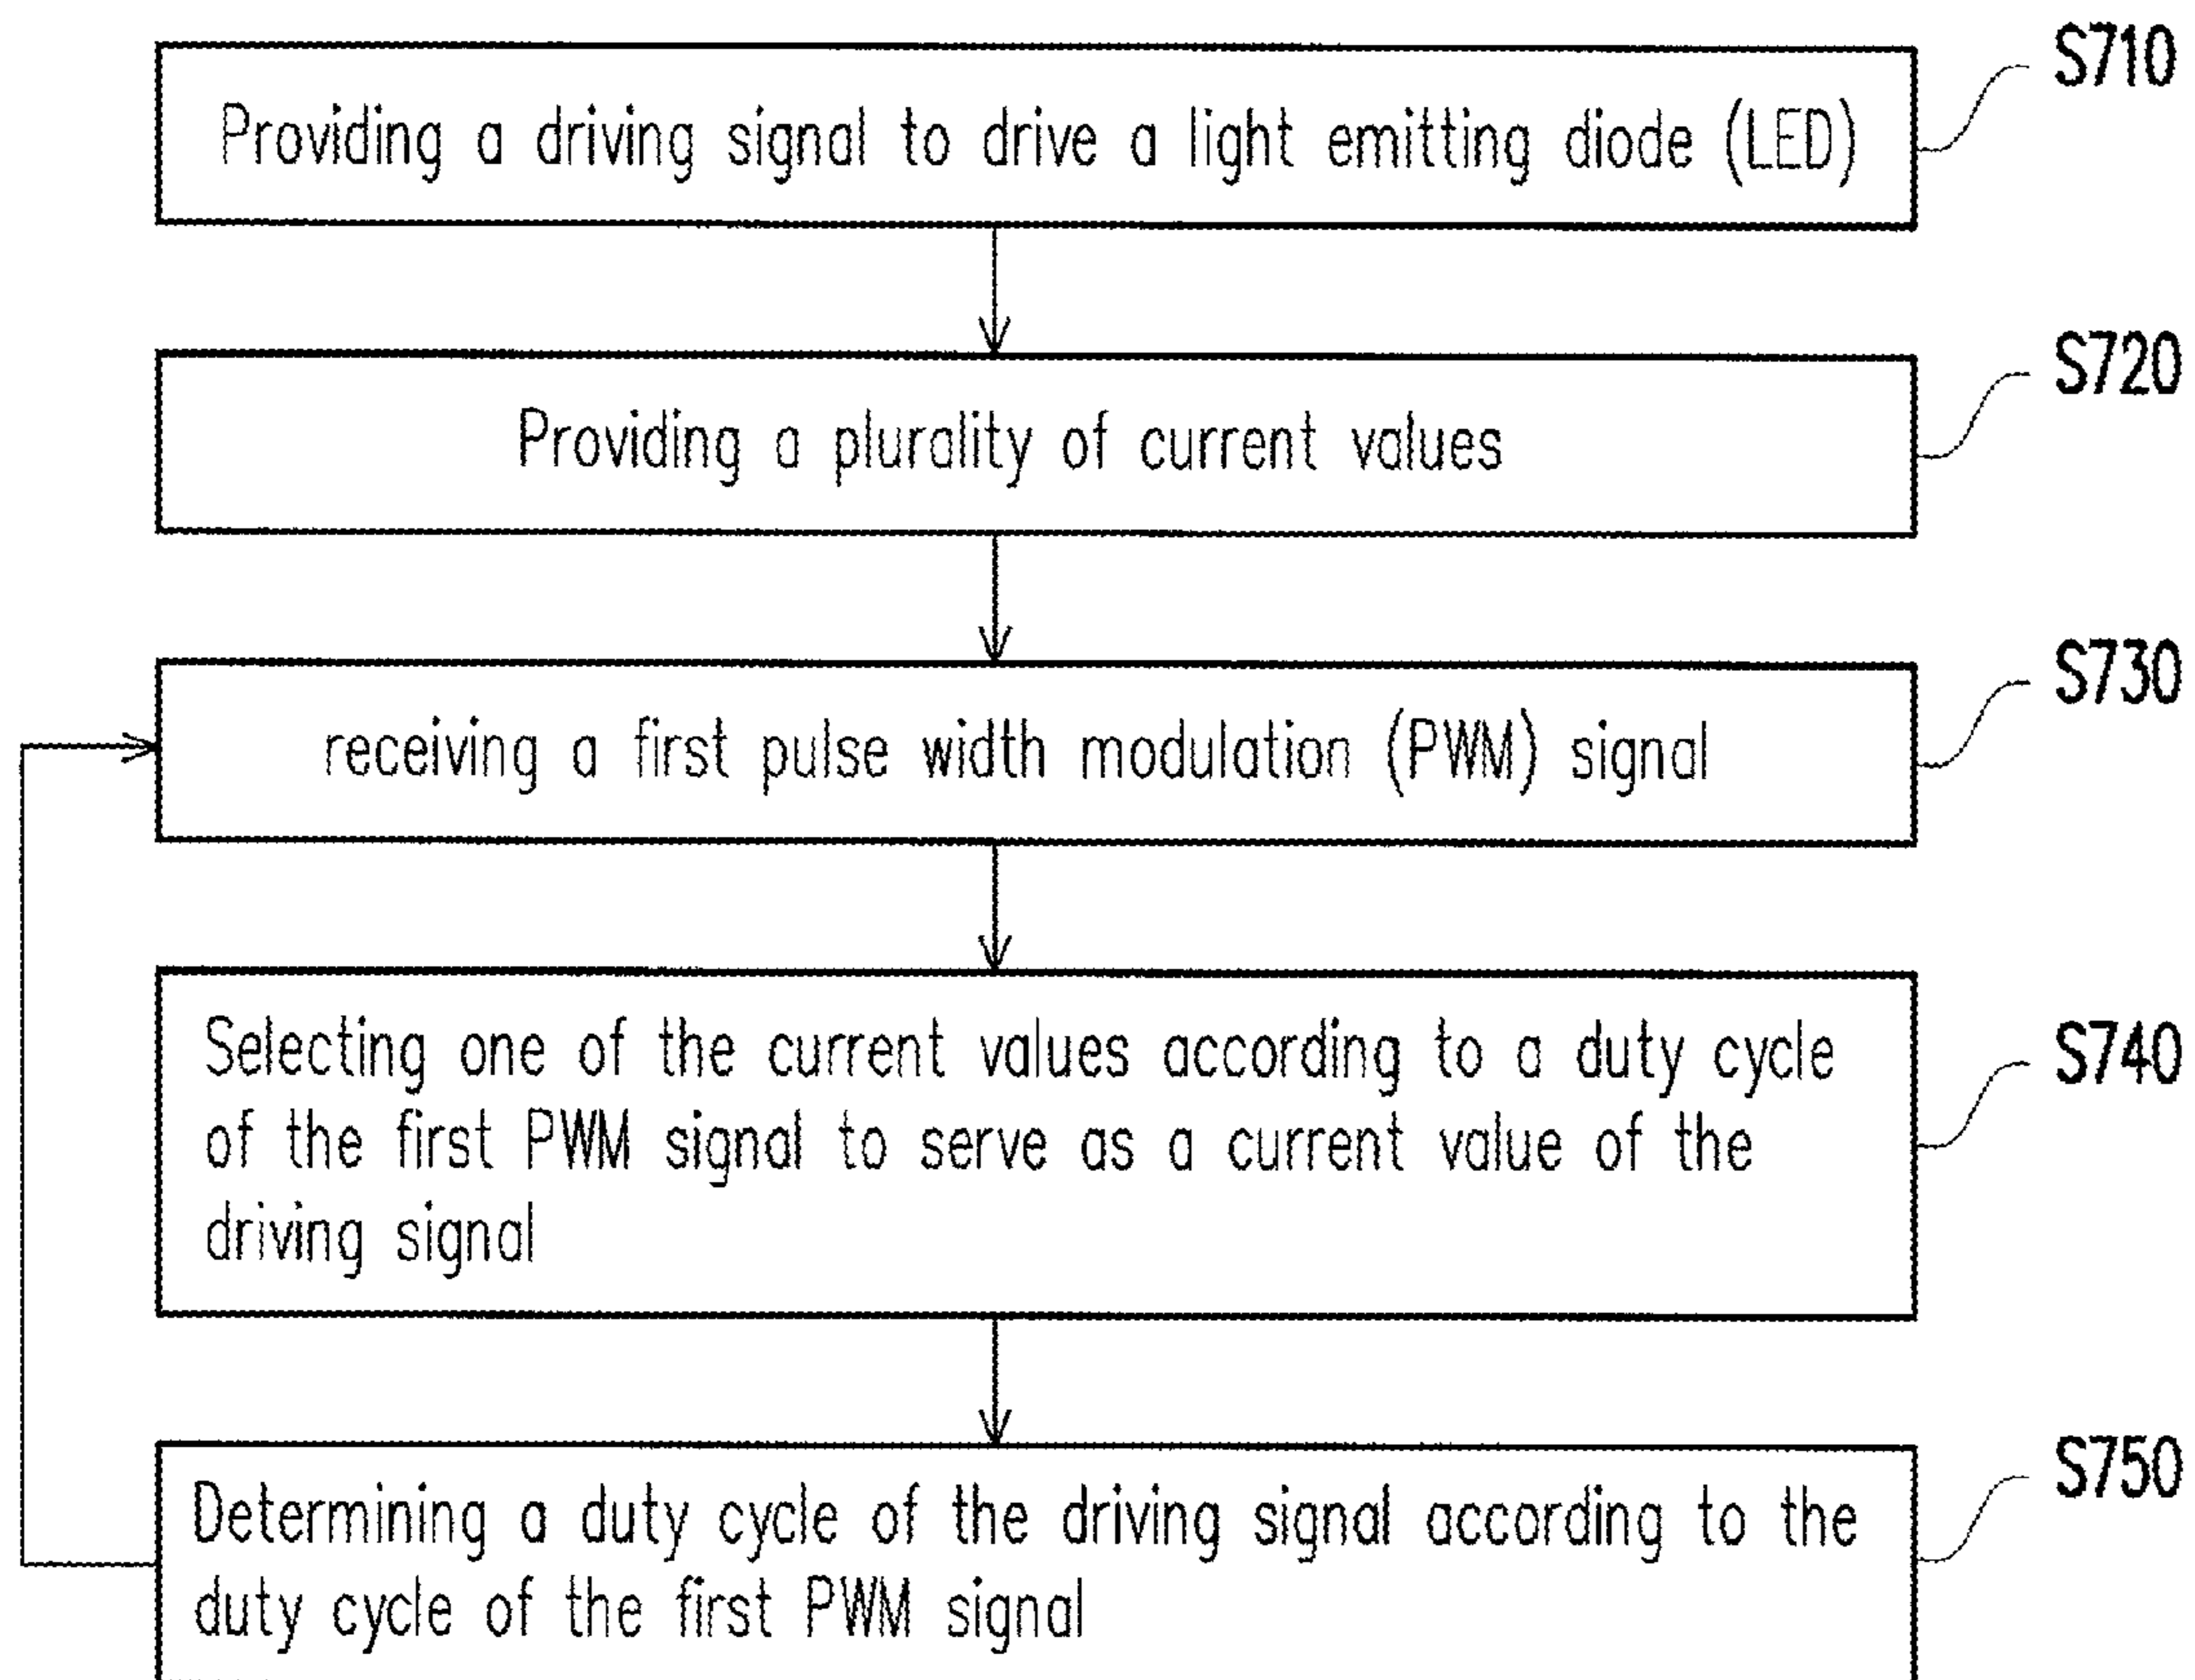 S710
Providing a driving signal to drive a light emitting diode (LED)
S720
Providing a plurality of current values
S730
receiving a first pulse width modulation (PWM) signal
S740
Selecting one of the current values according to a duty cycle
of the first PWM signal to serve as a current value of the
driving signal
S750
Determining a duty cycle of the driving signal according to the
duty cycle of the first PWM signal